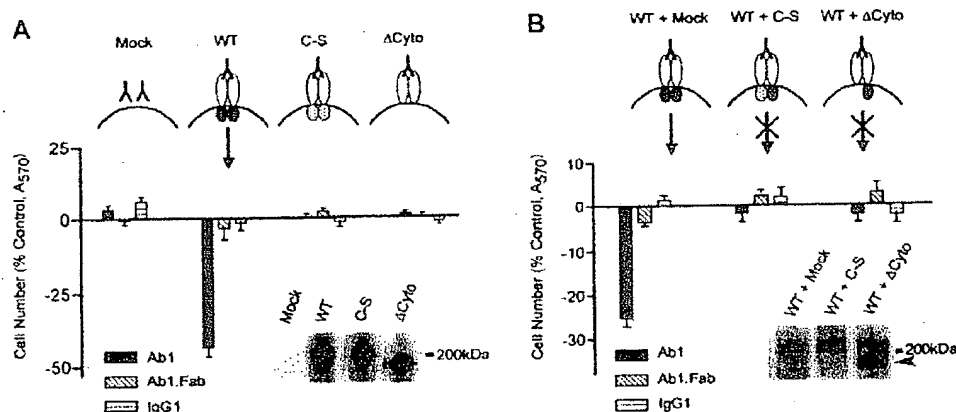 A
Mock
WT
C-S
ΔCyto
Cell Number (% Control, A570)
25
0
-25
-50
Ab1
Ab1.Fab
IgG1
Mock
WT
C-S
ΔCyto
200kDa
B
WT + Mock
WT + C-S
WT + ΔCyto
Cell Number (% Control, A570)
10
0
-10
-20
-30
Ab1
Ab1.Fab
IgG1
WT + Mock
WT + C-S
WT + ΔCyto
200kDa